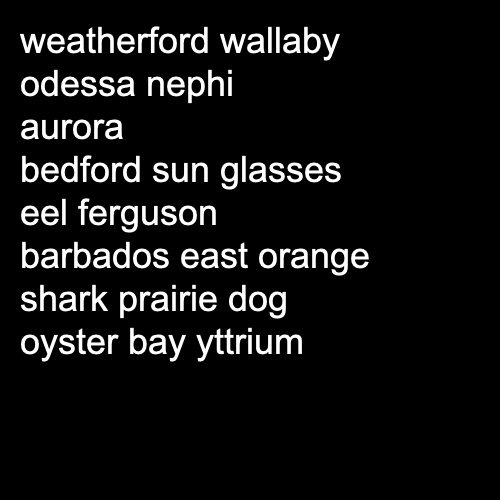 weatherford wallaby
odessa nephi
aurora
bedford sun glasses
eel ferguson
barbados east orange
shark prairie dog
oyster bay yttrium